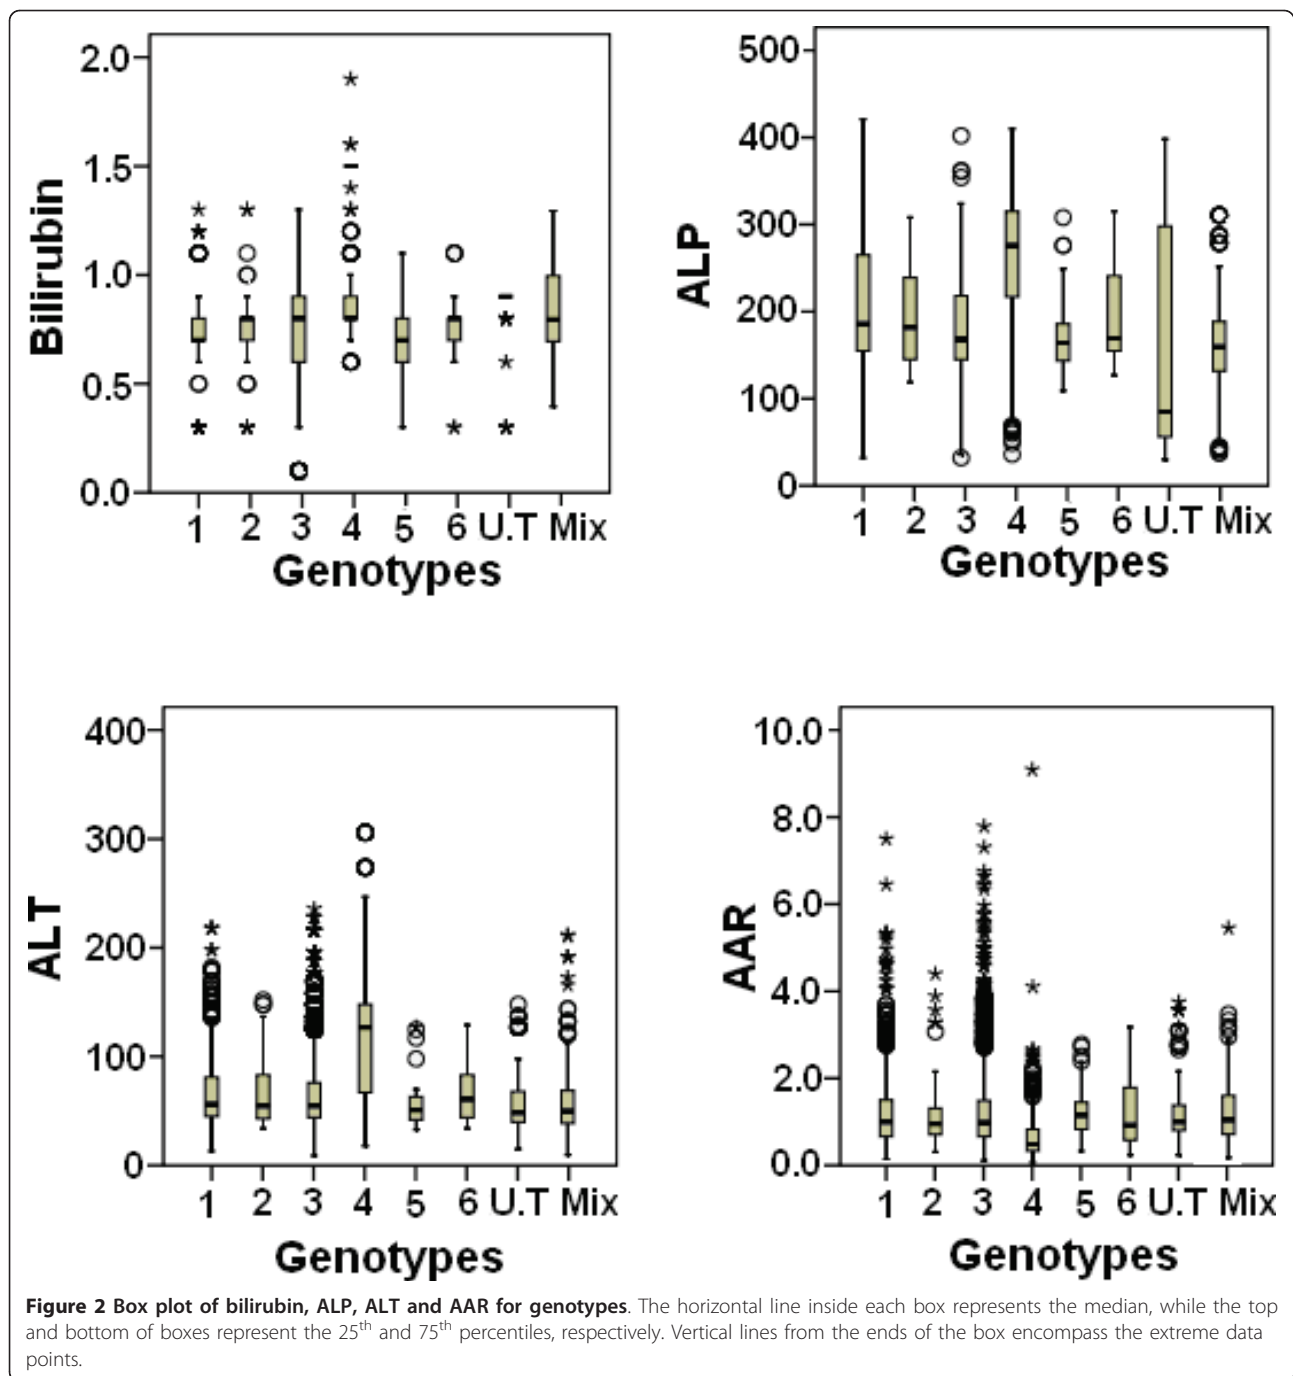 2.0
1.5
1.0
0.5
0.0
Bilirubin
1 2 3 4 5 6 U.T Mix
Genotypes
500
400
300
200
100
0
ALP
1 2 3 4 5 6 U.T Mix
Genotypes
400
300
200
100
0
ALT
1 2 3 4 5 6 U.T Mix
Genotypes
10.0
8.0
6.0
4.0
2.0
0.0
AAR
1 2 3 4 5 6 U.T Mix
Genotypes
Figure 2 Box plot of bilirubin, ALP, ALT and AAR for genotypes. The horizontal line inside each box represents the median, while the top
and bottom of boxes represent the 25th and 75th percentiles, respectively. Vertical lines from the ends of the box encompass the extreme data
points.